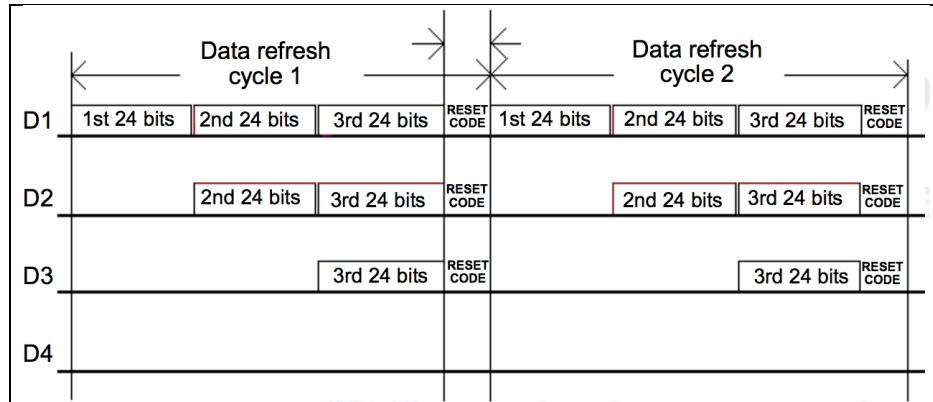 Data refresh
cycle 1
Data refresh
cycle 2
D1
1st 24 bits
2nd 24 bits
3rd 24 bits
RESET
CODE
1st 24 bits
2nd 24 bits
3rd 24 bits
RESET
CODE
D2
2nd 24 bits
3rd 24 bits
RESET
CODE
2nd 24 bits
3rd 24 bits
RESET
CODE
D3
3rd 24 bits
RESET
CODE
3rd 24 bits
RESET
CODE
D4